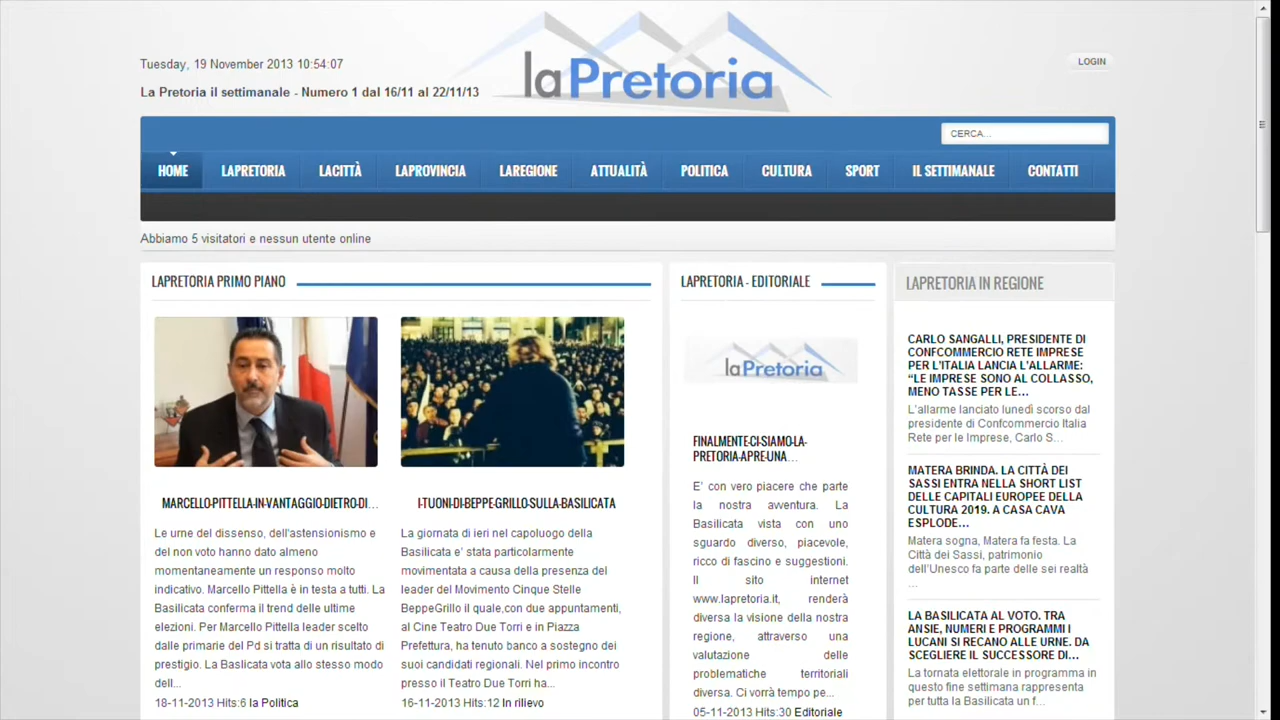 Tuesday, 19 November 2013 10:54:07
La Pretoria il settimanale - Numero 1 dal 16/11 al 22/11/13
laPretoria
LOGIN
CERCA...
HOME LAPRETORIA LACITTÀ LAPROVINCIA LAREGIONE ATTUALITÀ POLITICA CULTURA SPORT IL SETTIMANALE CONTATTI
Abbiamo 5 visitatori e nessun utente online
LAPRETORIA PRIMO PIANO
MARCELLO-PITTELLA-IN-VANTAGGIO-DIETRO-DI...
Le urne del dissenso, dell'astensionismo e
del non voto hanno dato almeno
momentaneamente un responso molto
indicativo. Marcello Pittella è in testa a tutti. La
Basilicata conferma il trend delle ultime
elezioni. Per Marcello Pittella leader scelto
dalle primarie del Pd si tratta di un risultato di
prestigio. La Baslicata vota allo stesso modo
dell...
18-11-2013 Hits:6 la Politica
I-TUONI-DI-BEPPE-GRILLO-SULLA-BASILICATA
La giornata di ieri nel capoluogo della
Basilicata e' stata particolarmente
movimentata a causa della presenza del
leader del Movimento Cinque Stelle
BeppeGrillo il quale,con due appuntamenti,
al Cine Teatro Due Torri e in Piazza
Prefettura, ha tenuto banco a sostegno dei
suoi candidati regionali. Nel primo incontro
presso il Teatro Due Torri ha...
16-11-2013 Hits:12 In rilievo
LAPRETORIA - EDITORIALE
laPretoria
FINALMENTE-CI-SIAMO-LA-
PRETORIA-APRE-UNA...
E' con vero piacere che parte
la nostra avventura. La
Basilicata vista con uno
sguardo diverso, piacevole,
ricco di fascino e suggestioni.
Il sito internet
www.lapretoria.it, renderà
diversa la visione della nostra
regione, attraverso una
valutazione delle
problematiche territoriali
diversa. Ci vorrà tempo pe...
05-11-2013 Hits:30 Editoriale
LAPRETORIA IN REGIONE
CARLO SANGALLI, PRESIDENTE DI
CONFCOMMERCIO RETE IMPRESE
PER L'ITALIA LANCIA L'ALLARME:
“LE IMPRESE SONO AL COLLASSO,
MENO TASSE PER LE...
L'allarme lanciato lunedì scorso dal
presidente di Confcommercio Italia
Rete per le Imprese, Carlo S...
MATERA BRINDA. LA CITTÀ DEI
SASSI ENTRA NELLA SHORT LIST
DELLE CAPITALI EUROPEE DELLA
CULTURA 2019. A CASA CAVA
ESPLODE...
Matera sogna, Matera fa festa. La
Città dei Sassi, patrimonio
dell'Unesco fa parte delle sei realtà
...
LA BASILICATA AL VOTO. TRA
ANSIE, NUMERI E PROGRAMMI I
LUCANI SI RECANO ALLE URNE. DA
SCEGLIERE IL SUCCESSORE DI...
La tornata elettorale in programma in
questo fine settimana rappresenta
per tutta la Basilicata un f...